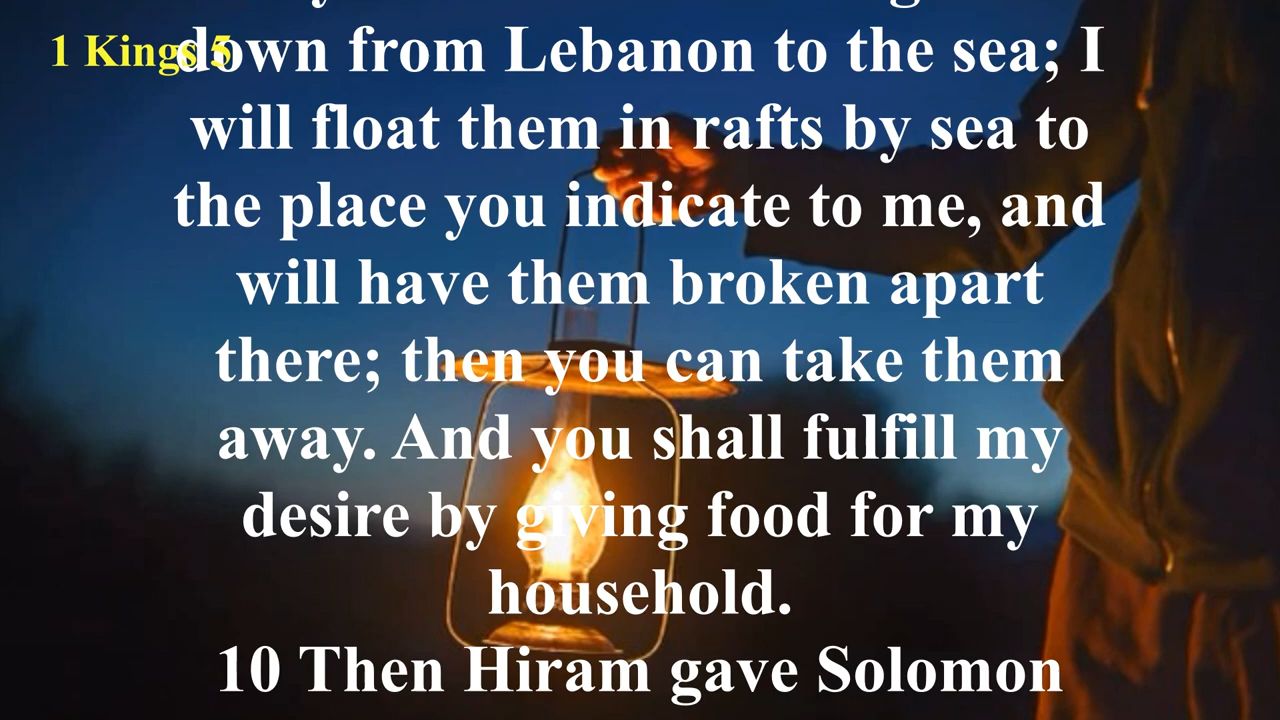 1 Kings 5
down from Lebanon to the sea; I
will float them in rafts by sea to
the place you indicate to me, and
will have them broken apart
there; then you can take them
away. And you shall fulfill my
desire by giving food for my
household.
10 Then Hiram gave Solomon